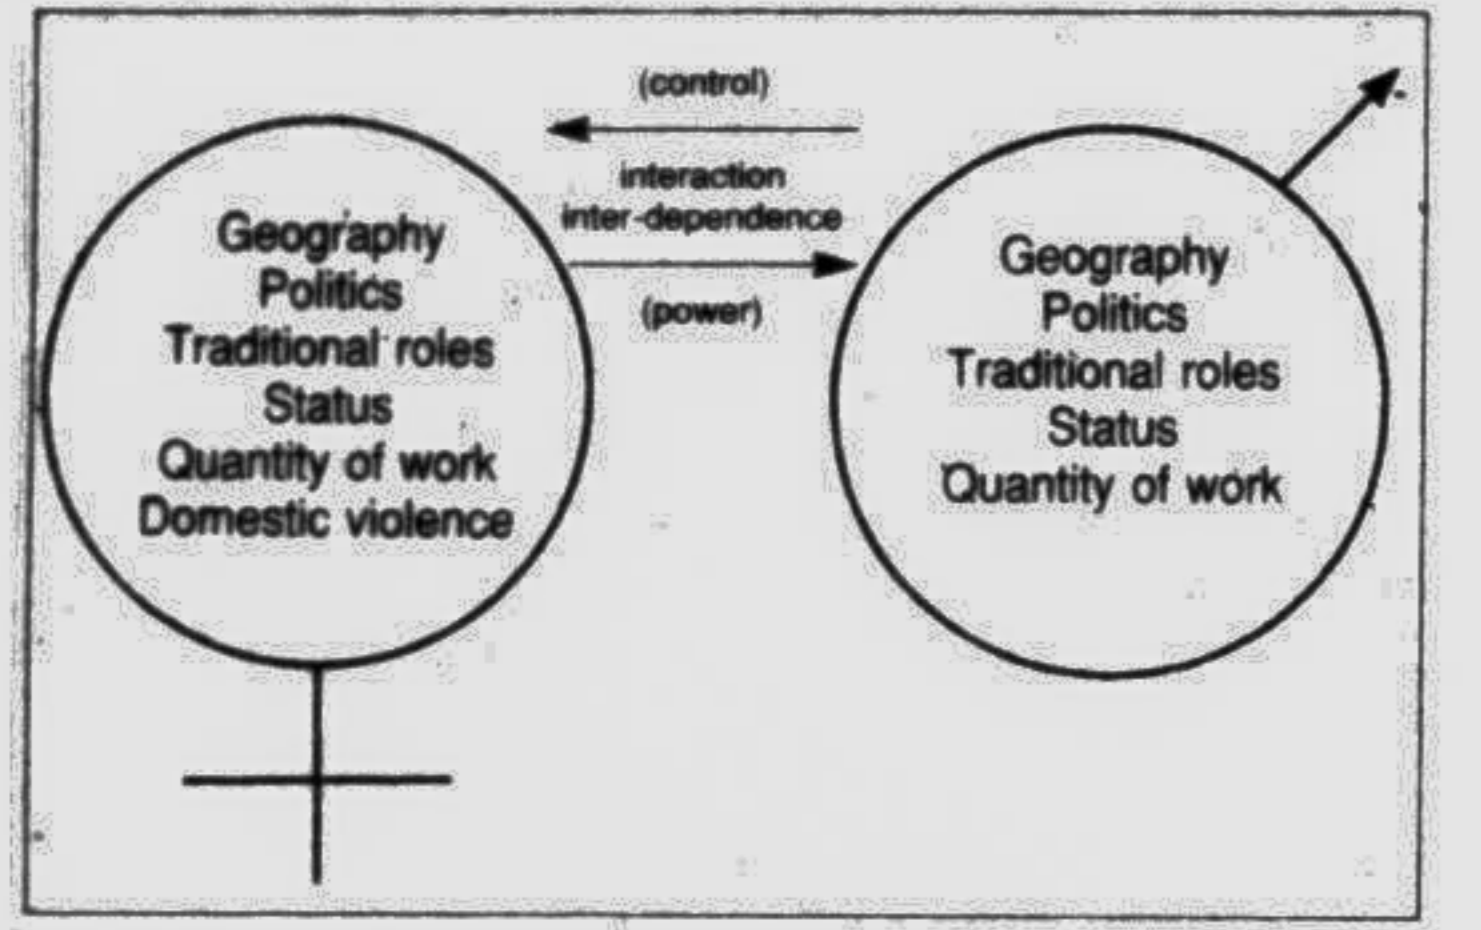 (control)
interaction
inter-dependence
(power)
Geography
Politics
Traditional roles
Status
Quantity of work
Domestic violence
Geography
Politics
Traditional roles
Status
Quantity of work